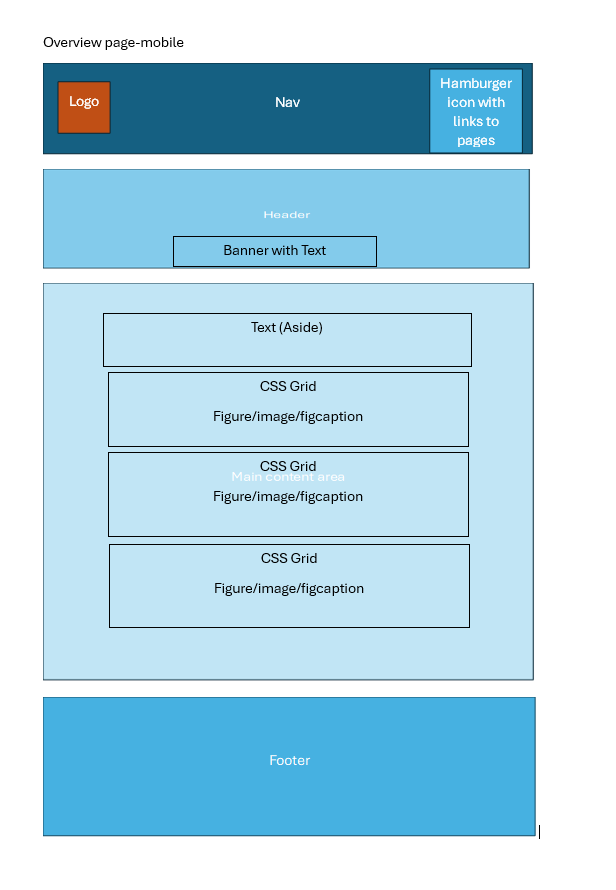 Overview page-mobile
Logo
Nav
Hamburger
icon with
links to
pages
Header
Banner with Text
Text (Aside)
CSS Grid
Figure/image/figcaption
CSS Grid
Main content area
Figure/image/figcaption
CSS Grid
Figure/image/figcaption
Footer